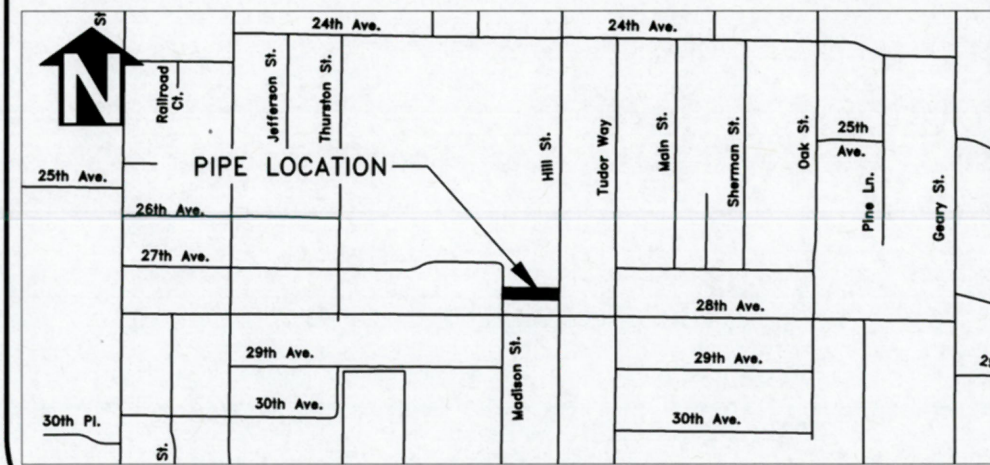 St.
24th Ave.
24th Ave.
N
Railroad
Ct.
Jefferson St.
Thurston St.
Hill St.
Tudor Way
Malin St.
Sherman St.
Oak St.
25th
Ave.
Pine Ln.
Geary St.
PIPE LOCATION
25th Ave.
26th Ave.
27th Ave.
28th Ave.
29th Ave.
Madison St.
29th Ave.
30th Ave.
30th Pl.
30th Ave.
St.